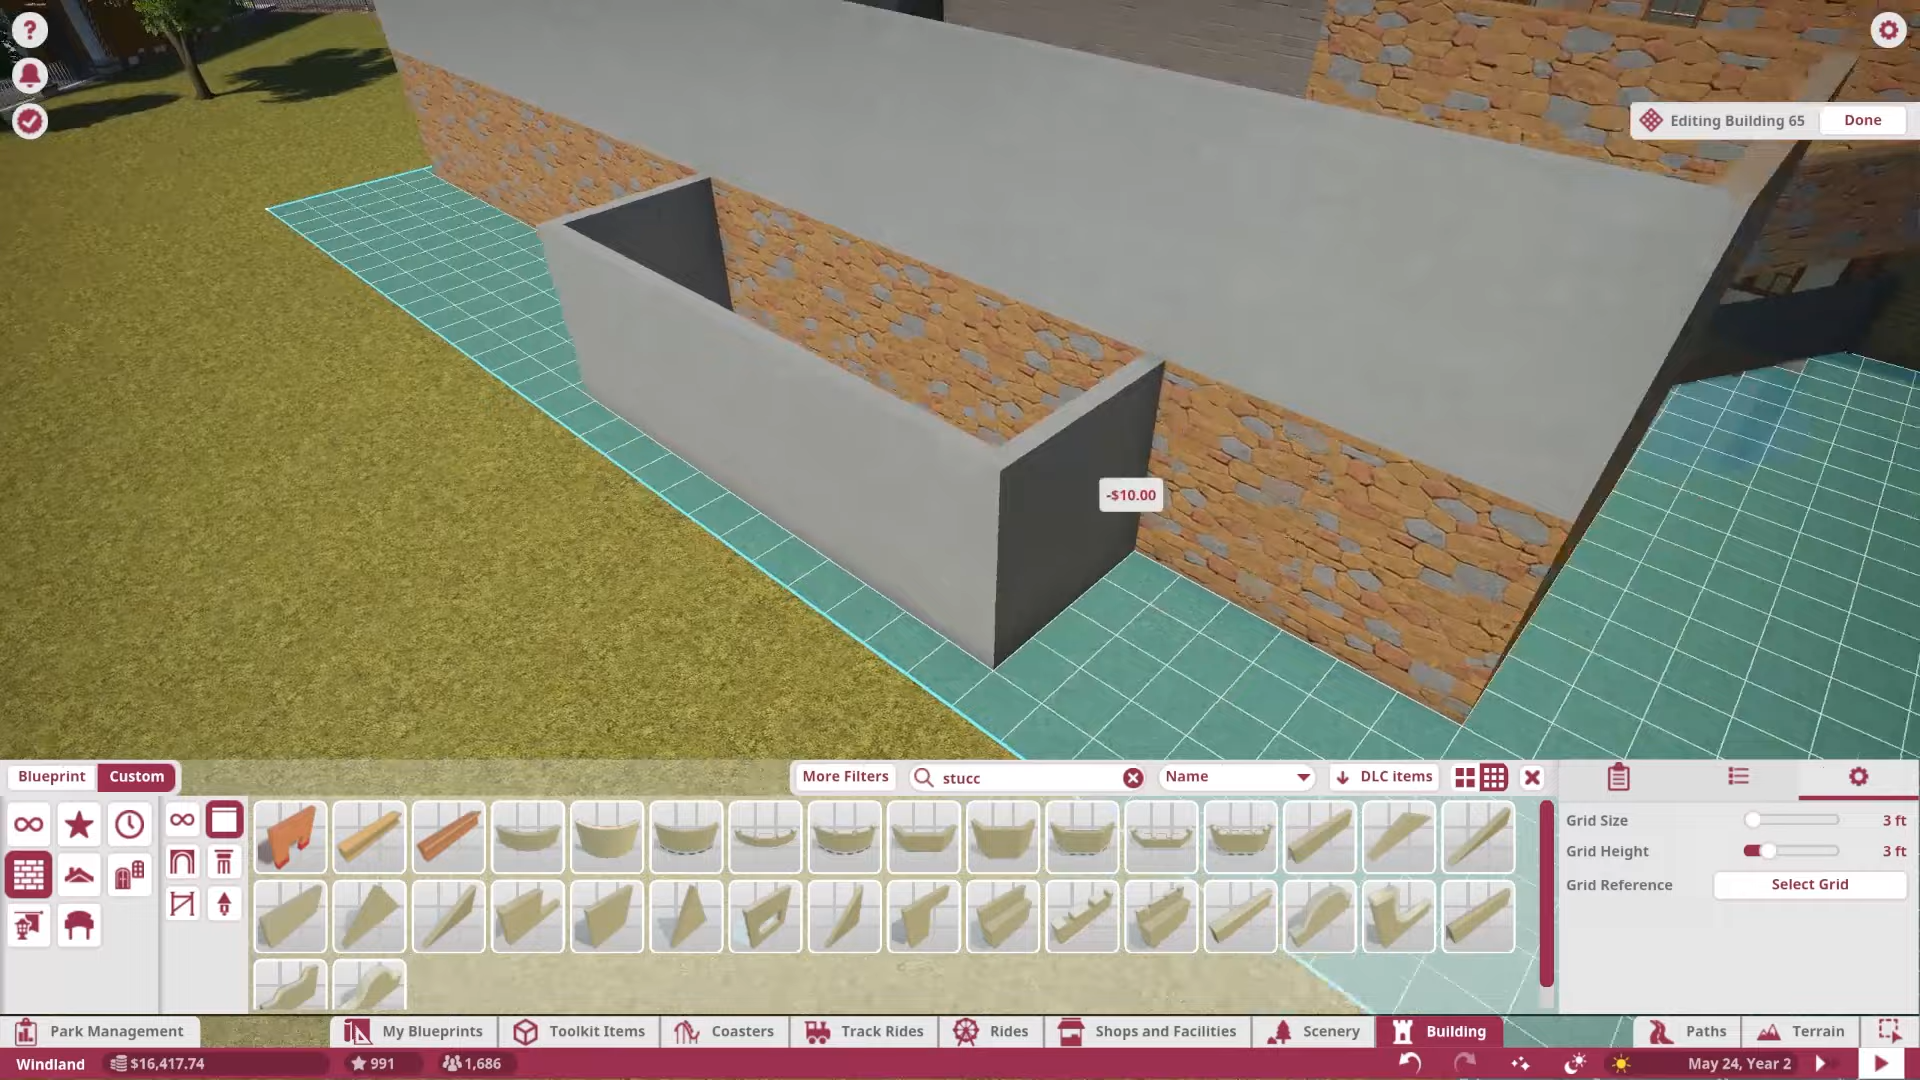 ?
Editing Building 65
Done
-$10.00
Blueprint
Custom
More Filters
stucc
Name
DLC items
Grid Size
3 ft
Grid Height
3 ft
Grid Reference
Select Grid
Park Management
My Blueprints
Toolkit Items
Coasters
Track Rides
Rides
Shops and Facilities
Scenery
Building
Paths
Terrain
Windland
$16,417.74
991
1,686
May 24, Year 2